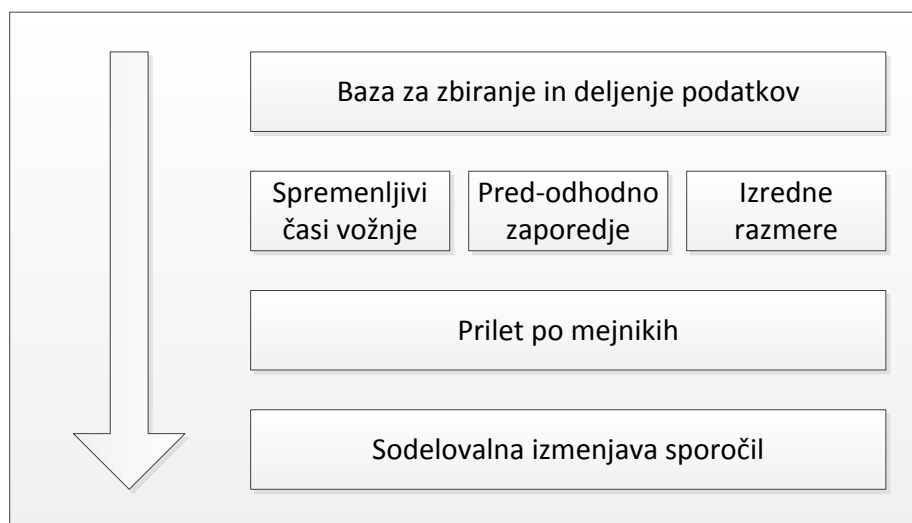 Baza za zbiranje in deljenje podatkov
Spremenljivi
časi vožnje
Pred-odhodno
zaporedje
Izredne
razmere
Prilet po mejnikih
Sodelovalna izmenjava sporočil